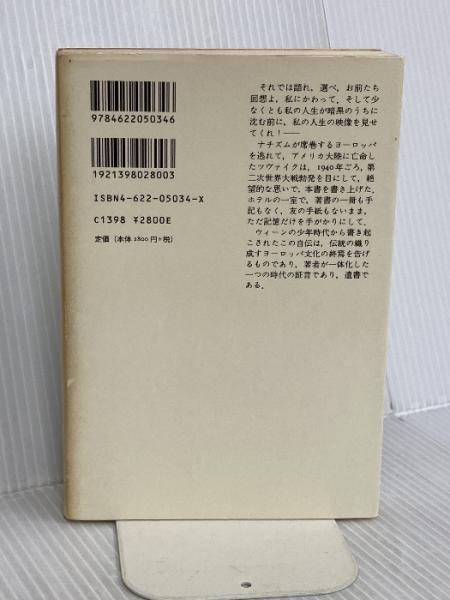 9784622050346
1921398028003
ISBN4-622-05034-X
C1398 ¥2800E
定価 (本体 2800 円+税)
それでは語れ，選べ，お前たち
回想よ，私にかわって，そして少
なくとも私の人生が暗黒のうちに
沈む前に，私の人生の映像を見せ
てくれ！――
ナチズムが席巻するヨーロッパ
を逃れて，アメリカ大陸に亡命し
たツヴァイクは，1940年ごろ，第
二次世界大戦勃発を目にして，絶
望的な思いで，本書を書き上げた．
ホテルの一室で，著書の一冊も手
記もなく，友の手紙もないまま，
ただ記憶だけを手がかりにして．
ウィーンの少年時代から書き起
こされたこの自伝は，伝統の織り
成すヨーロッパ文化の終焉を告げ
るものであり，著者が一体化した
一つの時代の証言であり，遺書で
ある．